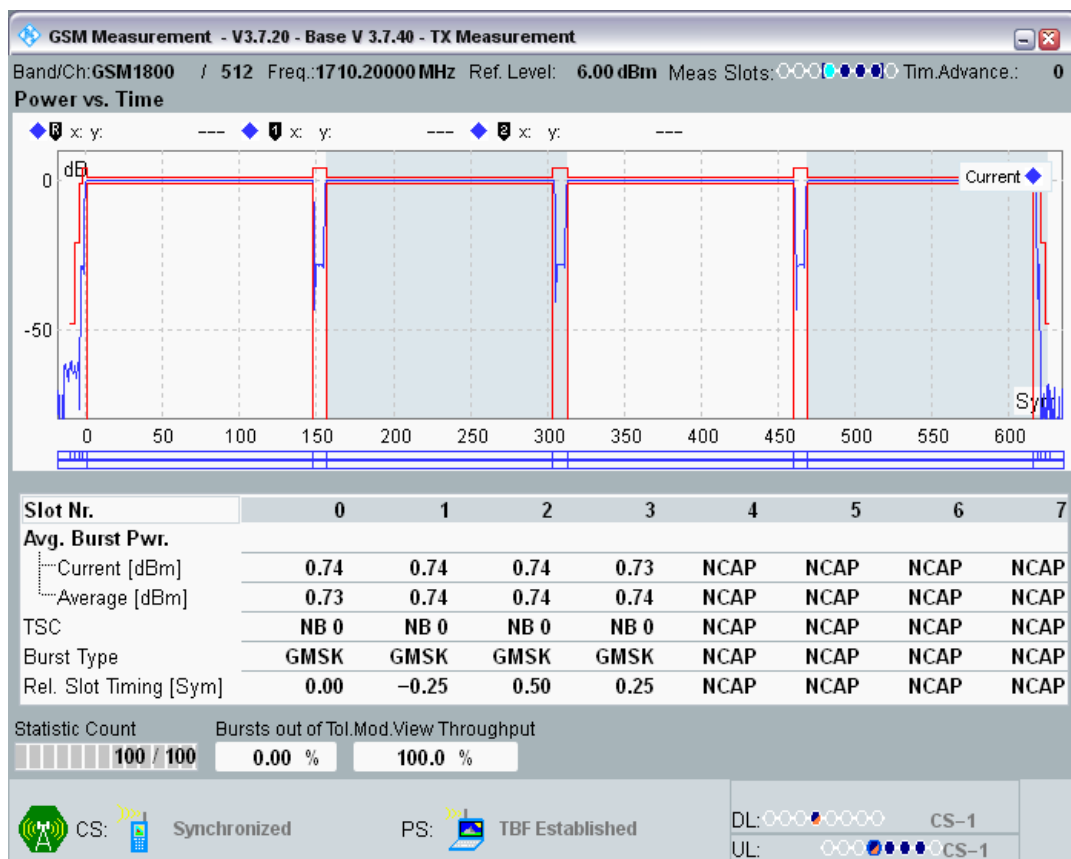 GSM Measurement - V3.7.20 - Base V 3.7.40 - TX Measurement
Band/Ch:GSM1800 / 512 Freq.:1710.20000 MHz Ref. Level: 6.00 dBm Meas Slots: Tim.Advance.: 0
Power vs. Time
R x: y: --- 1 x: y: --- 2 x: y: ---
dB
Current
0
-50
Sym
0 50 100 150 200 250 300 350 400 450 500 550 600
Slot Nr. 0 1 2 3 4 5 6 7
Avg. Burst Pwr.
Current [dBm] 0.74 0.74 0.74 0.73 NCAP NCAP NCAP NCAP
Average [dBm] 0.73 0.74 0.74 0.74 NCAP NCAP NCAP NCAP
TSC NB 0 NB 0 NB 0 NB 0 NCAP NCAP NCAP NCAP
Burst Type GMSK GMSK GMSK GMSK NCAP NCAP NCAP NCAP
Rel. Slot Timing [Sym] 0.00 −0.25 0.50 0.25 NCAP NCAP NCAP NCAP
Statistic Count Bursts out of Tol. Mod.View Throughput
100 / 100 0.00 % 100.0 %
CS: Synchronized PS: TBF Established
DL: CS−1
UL: CS−1